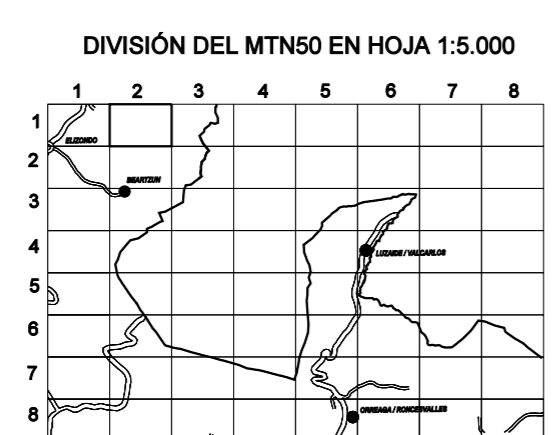 DIVISIÓN DEL MTN50 EN HOJA 1:5.000
1 2 3 4 5 6 7 8
1
ELIZONDO
2
BEARTZUN
3
4
LUZAIDE / VALCARLOS
5
6
7
8
ORREAGA / RONCESVALLES